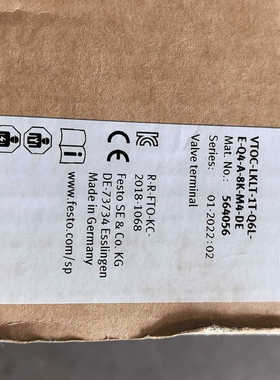 VTOC-LKLT-1T-Q6L-
E-Q4-A-8K-M4-DE
Mat. No.: 564056
Series: 01-2022:02
Valve terminal
R-R-FTO-KC-
2018-1068
Festo SE & Co. KG
DE-73734 Esslingen
Made in Germany
www.festo.com/sp